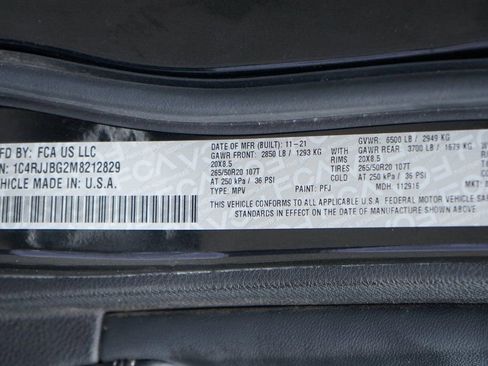 MFD BY: FCA US LLC
DATE OF MFR (BUILT): 11-21
GVWR: 6500 LB / 2949 KG
GAWR FRONT: 2850 LB / 1293 KG WITH GAWR REAR 3700 LB / 1679 KG WITH
20X8.5 RIMS 20X8.5
N: 1C4RJJBG2M8212829
265/50R20 107T TIRES 265/50R20 107T
AT 250 kPa / 36 PSI AT 250 kPa / 36 PSI
VEHICLE MADE IN U.S.A.
TYPE: MPV PAINT: PFJ MDH: 112916
THIS VEHICLE CONFORMS TO ALL APPLICABLE U.S.A. FEDERAL MOTOR VEHICLE
STANDARDS IN EFFECT ON THE DATE OF MANUFACTURE SHOWN ABOVE.